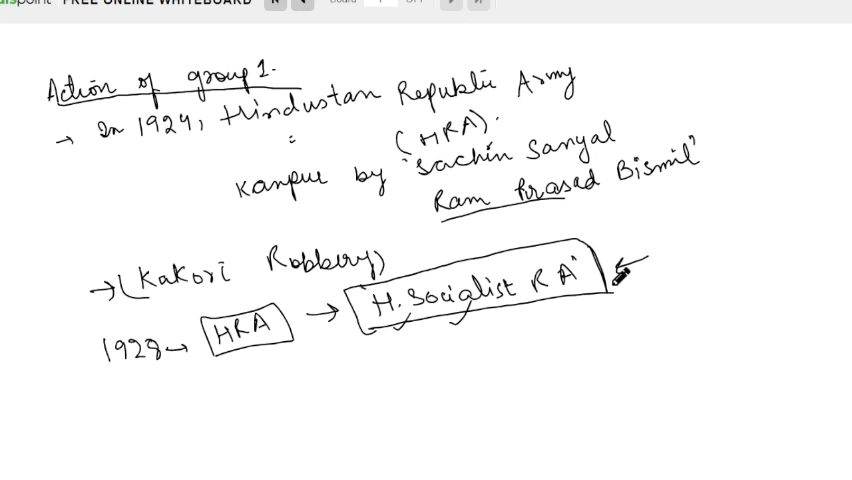 FREE ONLINE WHITEBOARD
Action of group 1.
→ In 1924, Hindustan Republic Army
(HRA).
Kanpur by "Sachin Sanyal
Ram Prasad Bismil"
→ (Kakori Robbery)
1928 → HRA → H. Socialist R A